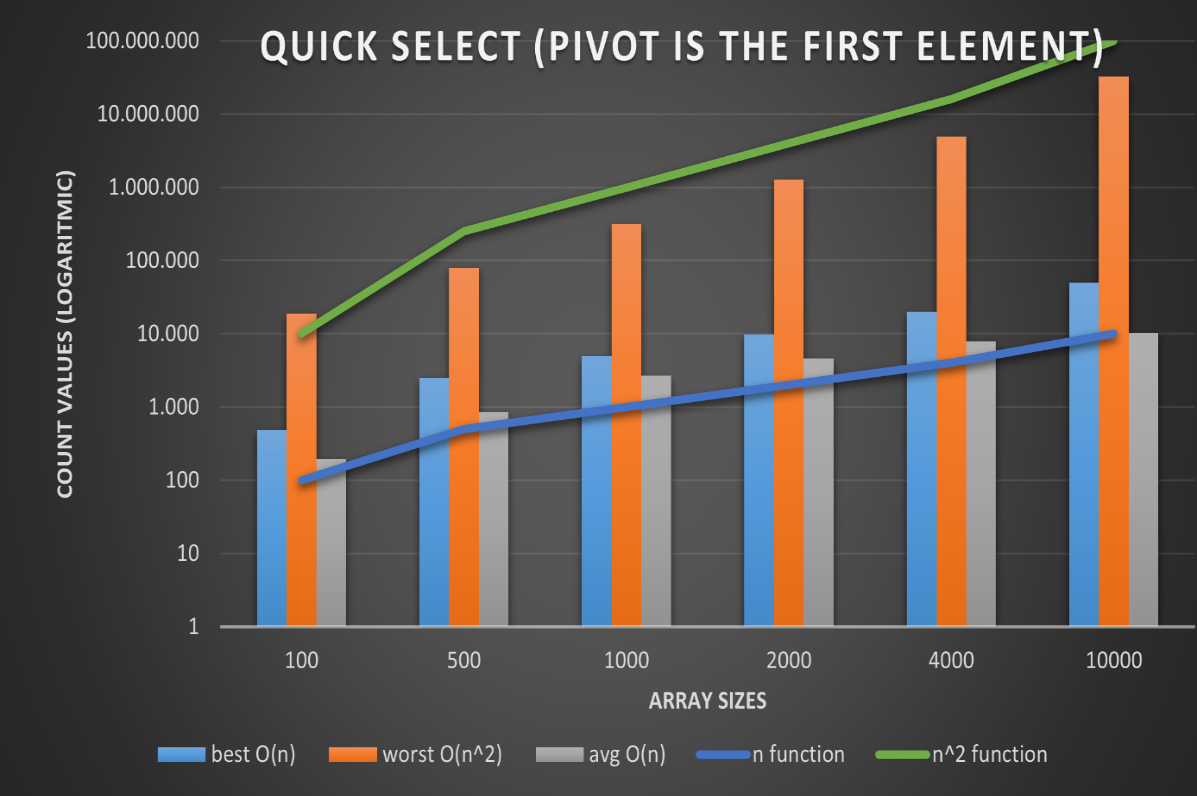 QUICK SELECT (PIVOT IS THE FIRST ELEMENT)
COUNT VALUES (LOGARITMIC)
100.000.000
10.000.000
1.000.000
100.000
10.000
1.000
100
10
1
100 500 1000 2000 4000 10000
ARRAY SIZES
best O(n) worst O(n^2) avg O(n) n function n^2 function